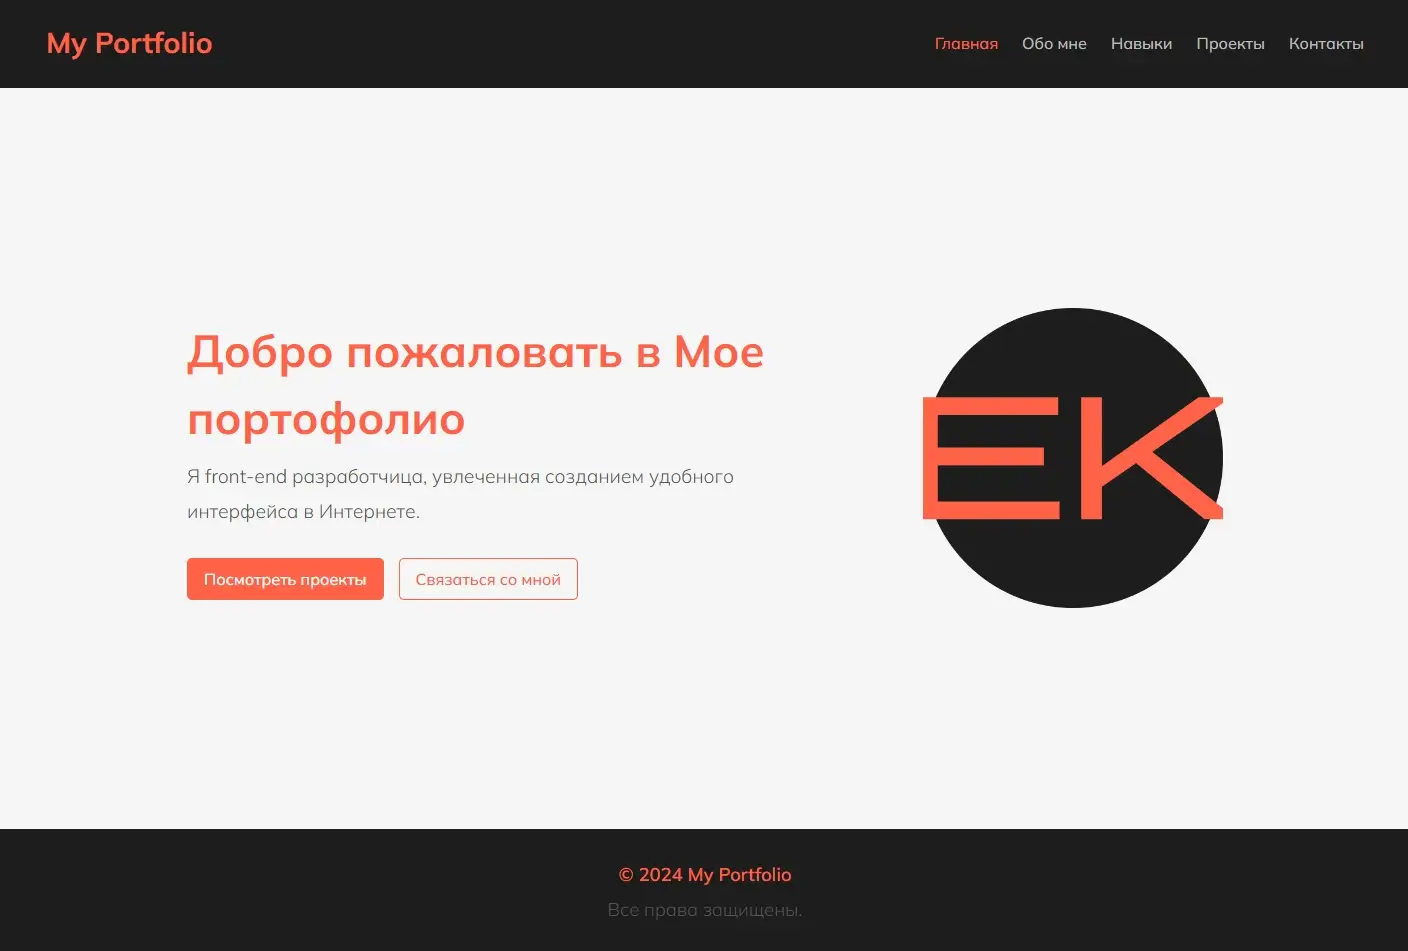 My Portfolio
Главная Обо мне Навыки Проекты Контакты
Добро пожаловать в Мое
портофолио
Я front-end разработчица, увлеченная созданием удобного
интерфейса в Интернете.
Посмотреть проекты Связаться со мной
EK
© 2024 My Portfolio
Все права защищены.